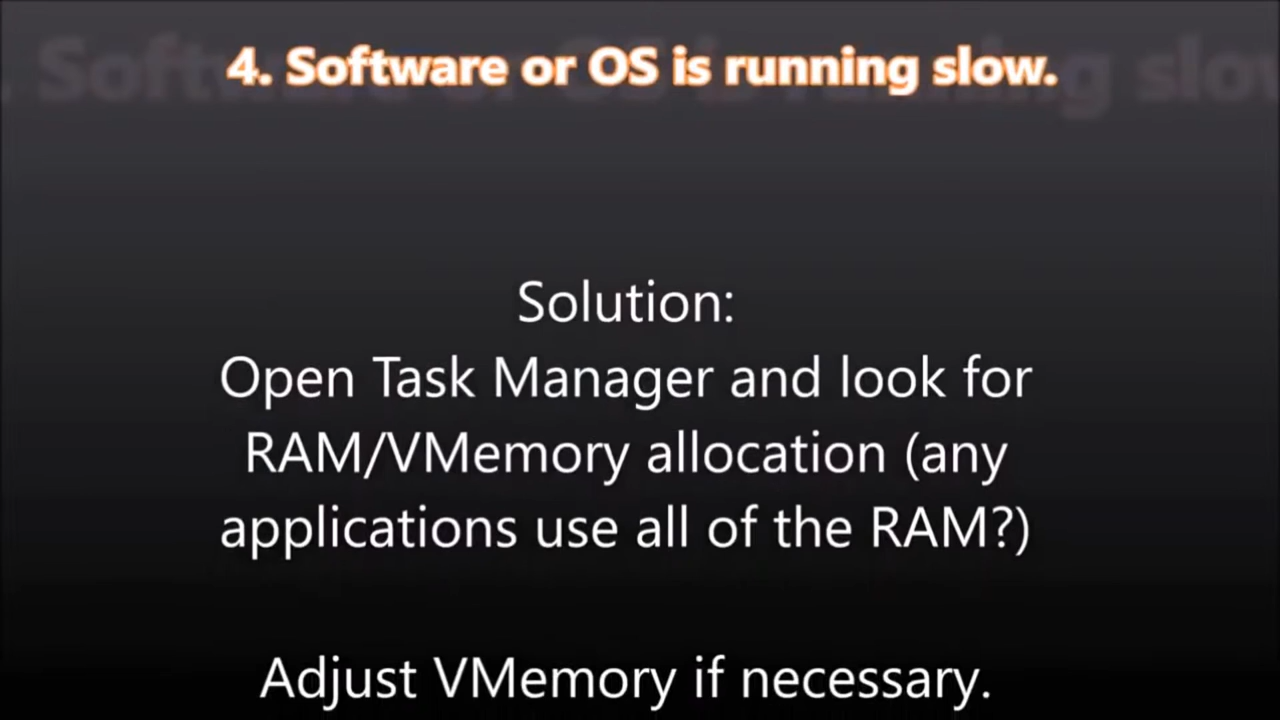 4. Software or OS is running slow.
Solution:
Open Task Manager and look for
RAM/VMemory allocation (any
applications use all of the RAM?)
Adjust VMemory if necessary.